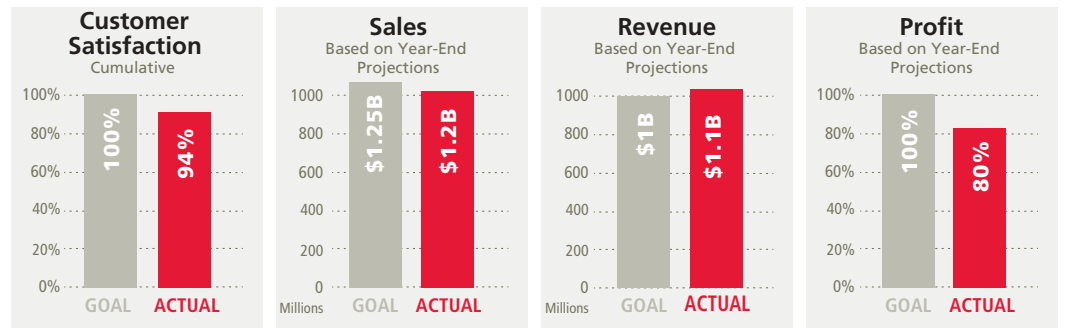 Customer
Satisfaction
Cumulative
100%
80%
60%
40%
20%
0%
100%
94%
GOAL ACTUAL
Sales
Based on Year-End
Projections
1000
800
600
400
200
0
Millions
$1.25B
$1.2B
GOAL ACTUAL
Revenue
Based on Year-End
Projections
1000
800
600
400
200
0
Millions
$1B
$1.1B
GOAL ACTUAL
Profit
Based on Year-End
Projections
100%
80%
60%
40%
20%
0%
100%
80%
GOAL ACTUAL